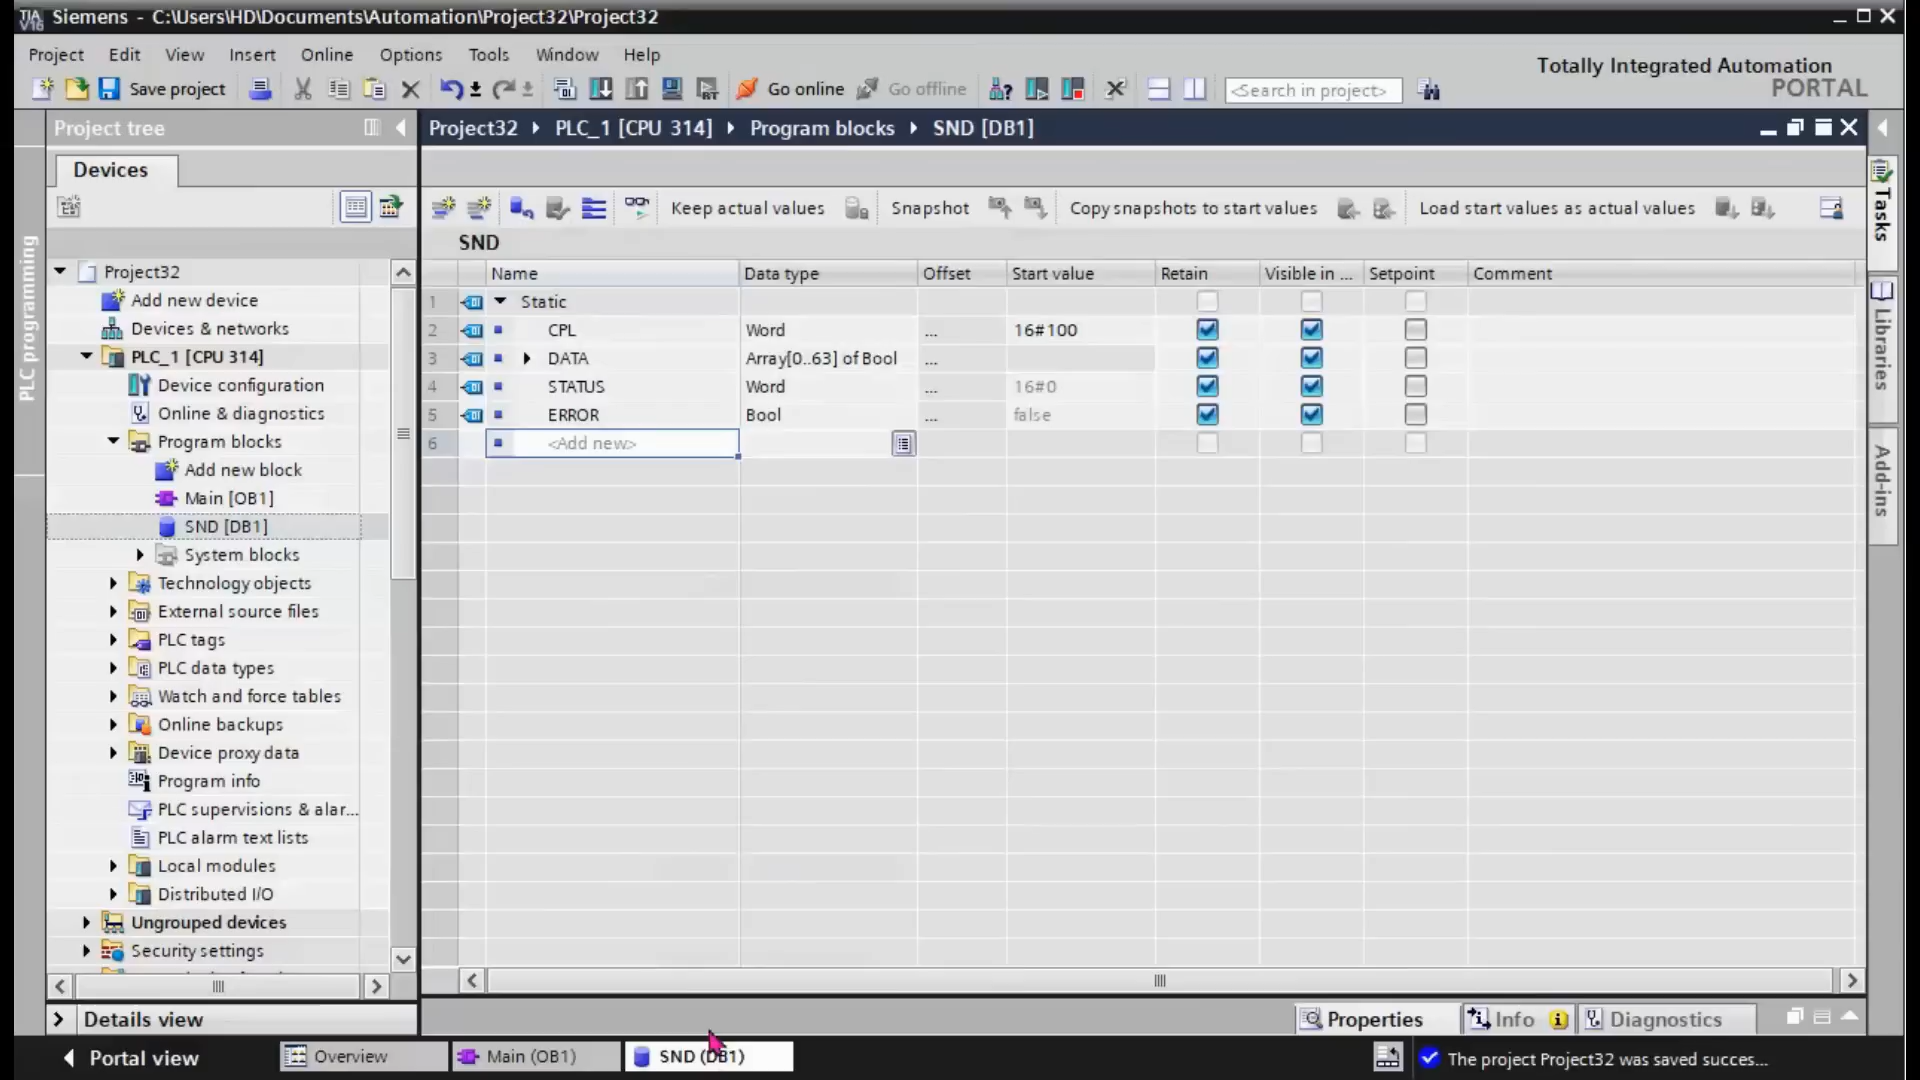 Siemens - C:\Users\HD\Documents\Automation\Project32\Project32
Project Edit View Insert Online Options Tools Window Help
Totally Integrated Automation
PORTAL
Save project
Go online
Go offline
<Search in project>
Project tree
Project32 PLC_1 [CPU 314] Program blocks SND [DB1]
Devices
Keep actual values
Snapshot
Copy snapshots to start values
Load start values as actual values
SND
Name Data type Offset Start value Retain Visible in ... Setpoint Comment
1 Static
2 CPL Word ... 16#100
3 DATA Array[0..63] of Bool ...
4 STATUS Word ... 16#0
5 ERROR Bool ... false
6 <Add new>
Project32
Add new device
Devices & networks
PLC_1 [CPU 314]
Device configuration
Online & diagnostics
Program blocks
Add new block
Main [OB1]
SND [DB1]
System blocks
Technology objects
External source files
PLC tags
PLC data types
Watch and force tables
Online backups
Device proxy data
Program info
PLC supervisions & alar...
PLC alarm text lists
Local modules
Distributed I/O
Ungrouped devices
Security settings
Details view
PLC programming
Tasks
Libraries
Add-ins
Properties
Info
Diagnostics
Portal view
Overview
Main (OB1)
SND (DB1)
The project Project32 was saved succes...